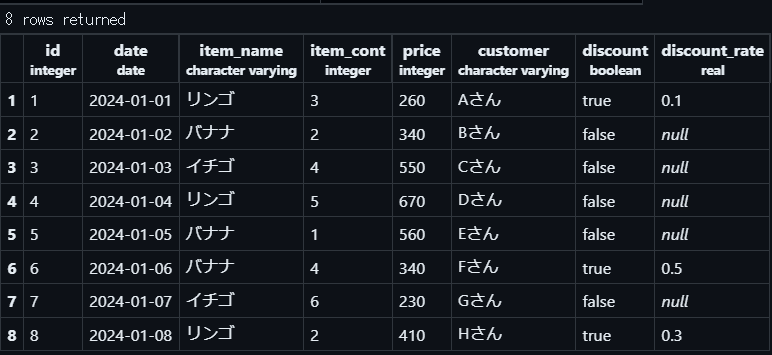 8 rows returned
id date item_name item_cont price customer discount discount_rate
integer date character varying integer integer character varying boolean real
1 1 2024-01-01 リンゴ 3 260 Aさん true 0.1
2 2 2024-01-02 バナナ 2 340 Bさん false null
3 3 2024-01-03 イチゴ 4 550 Cさん false null
4 4 2024-01-04 リンゴ 5 670 Dさん false null
5 5 2024-01-05 バナナ 1 560 Eさん false null
6 6 2024-01-06 バナナ 4 340 Fさん true 0.5
7 7 2024-01-07 イチゴ 6 230 Gさん false null
8 8 2024-01-08 リンゴ 2 410 Hさん true 0.3